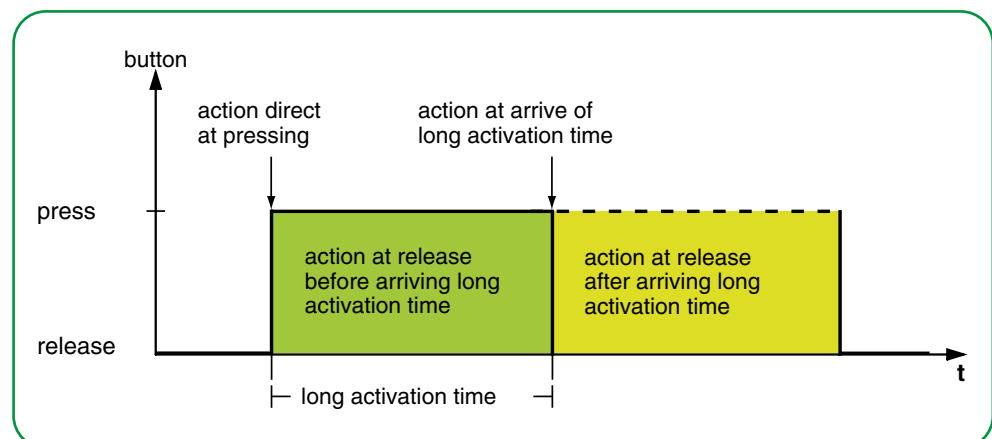 button
action direct
at pressing
action at arrive of
long activation time
press
action at release
before arriving long
activation time
action at release
after arriving long
activation time
release
t
long activation time